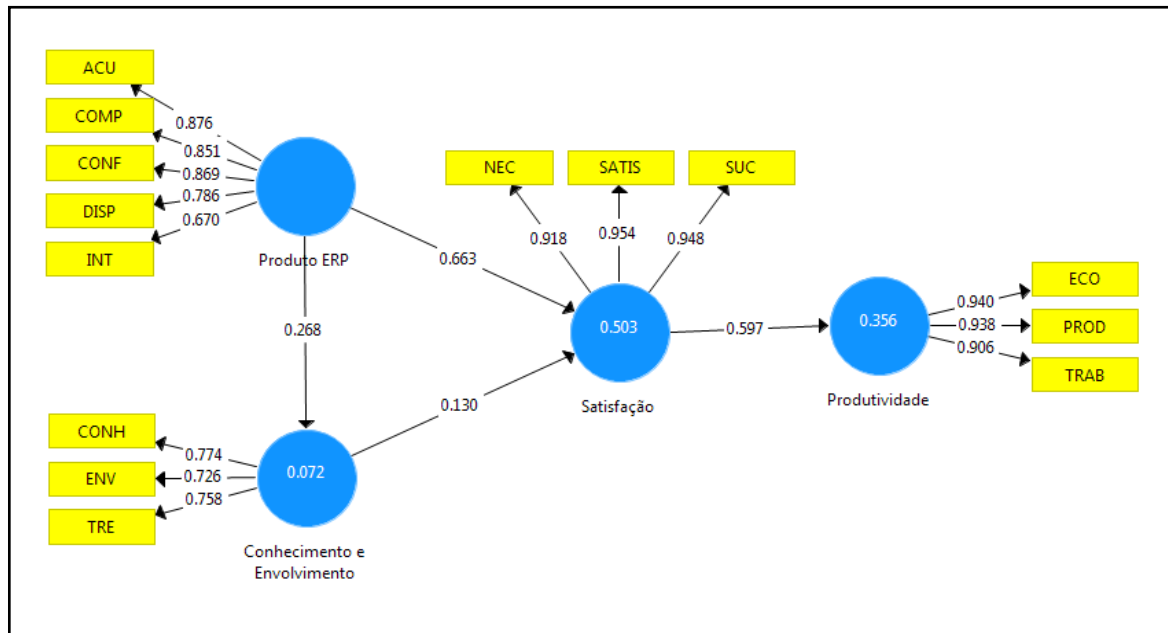 ACU
COMP
CONF
DISP
INT
0.876
0.851
0.869
0.786
0.670
Produto ERP
NEC
SATIS
SUC
0.918
0.954
0.948
0.663
0.268
0.503
Satisfação
0.597
0.356
Produtividade
0.940
0.938
0.906
ECO
PROD
TRAB
0.130
CONH
ENV
TRE
0.774
0.726
0.758
0.072
Conhecimento e
Envolvimento